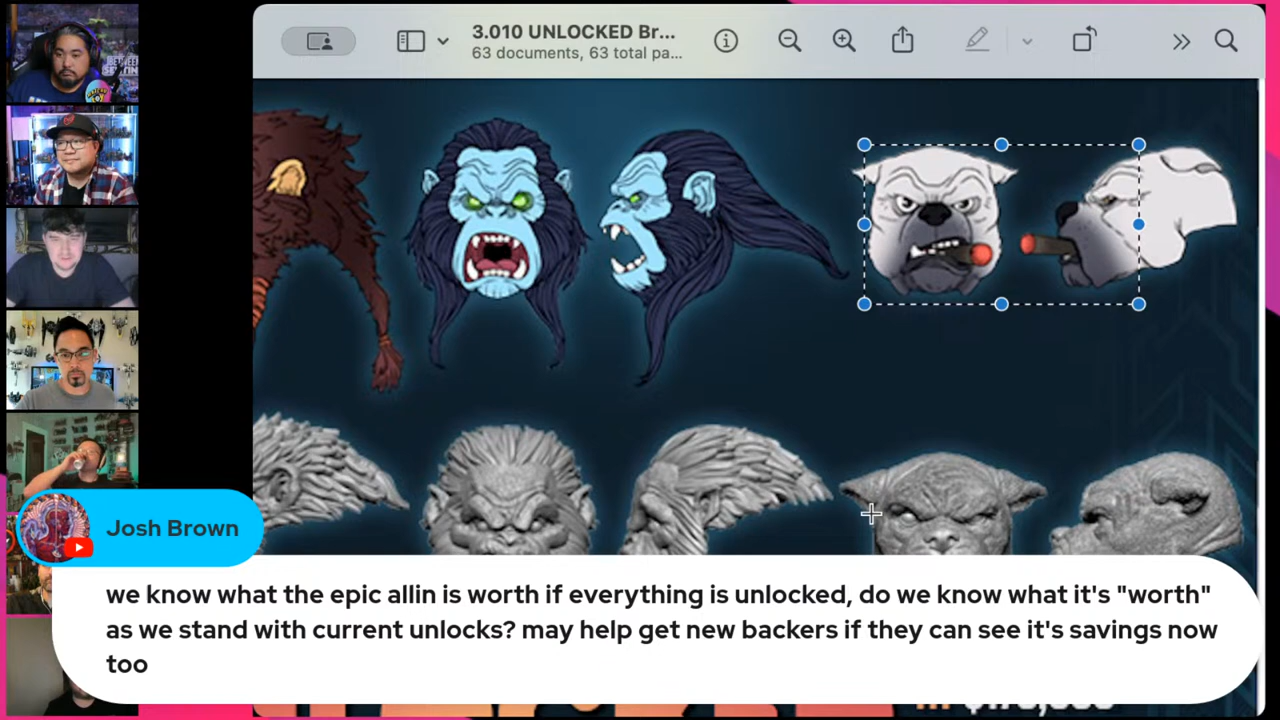 3.010 UNLOCKED Br...
63 documents, 63 total pa...
Josh Brown
we know what the epic allin is worth if everything is unlocked, do we know what it's "worth"
as we stand with current unlocks? may help get new backers if they can see it's savings now
too